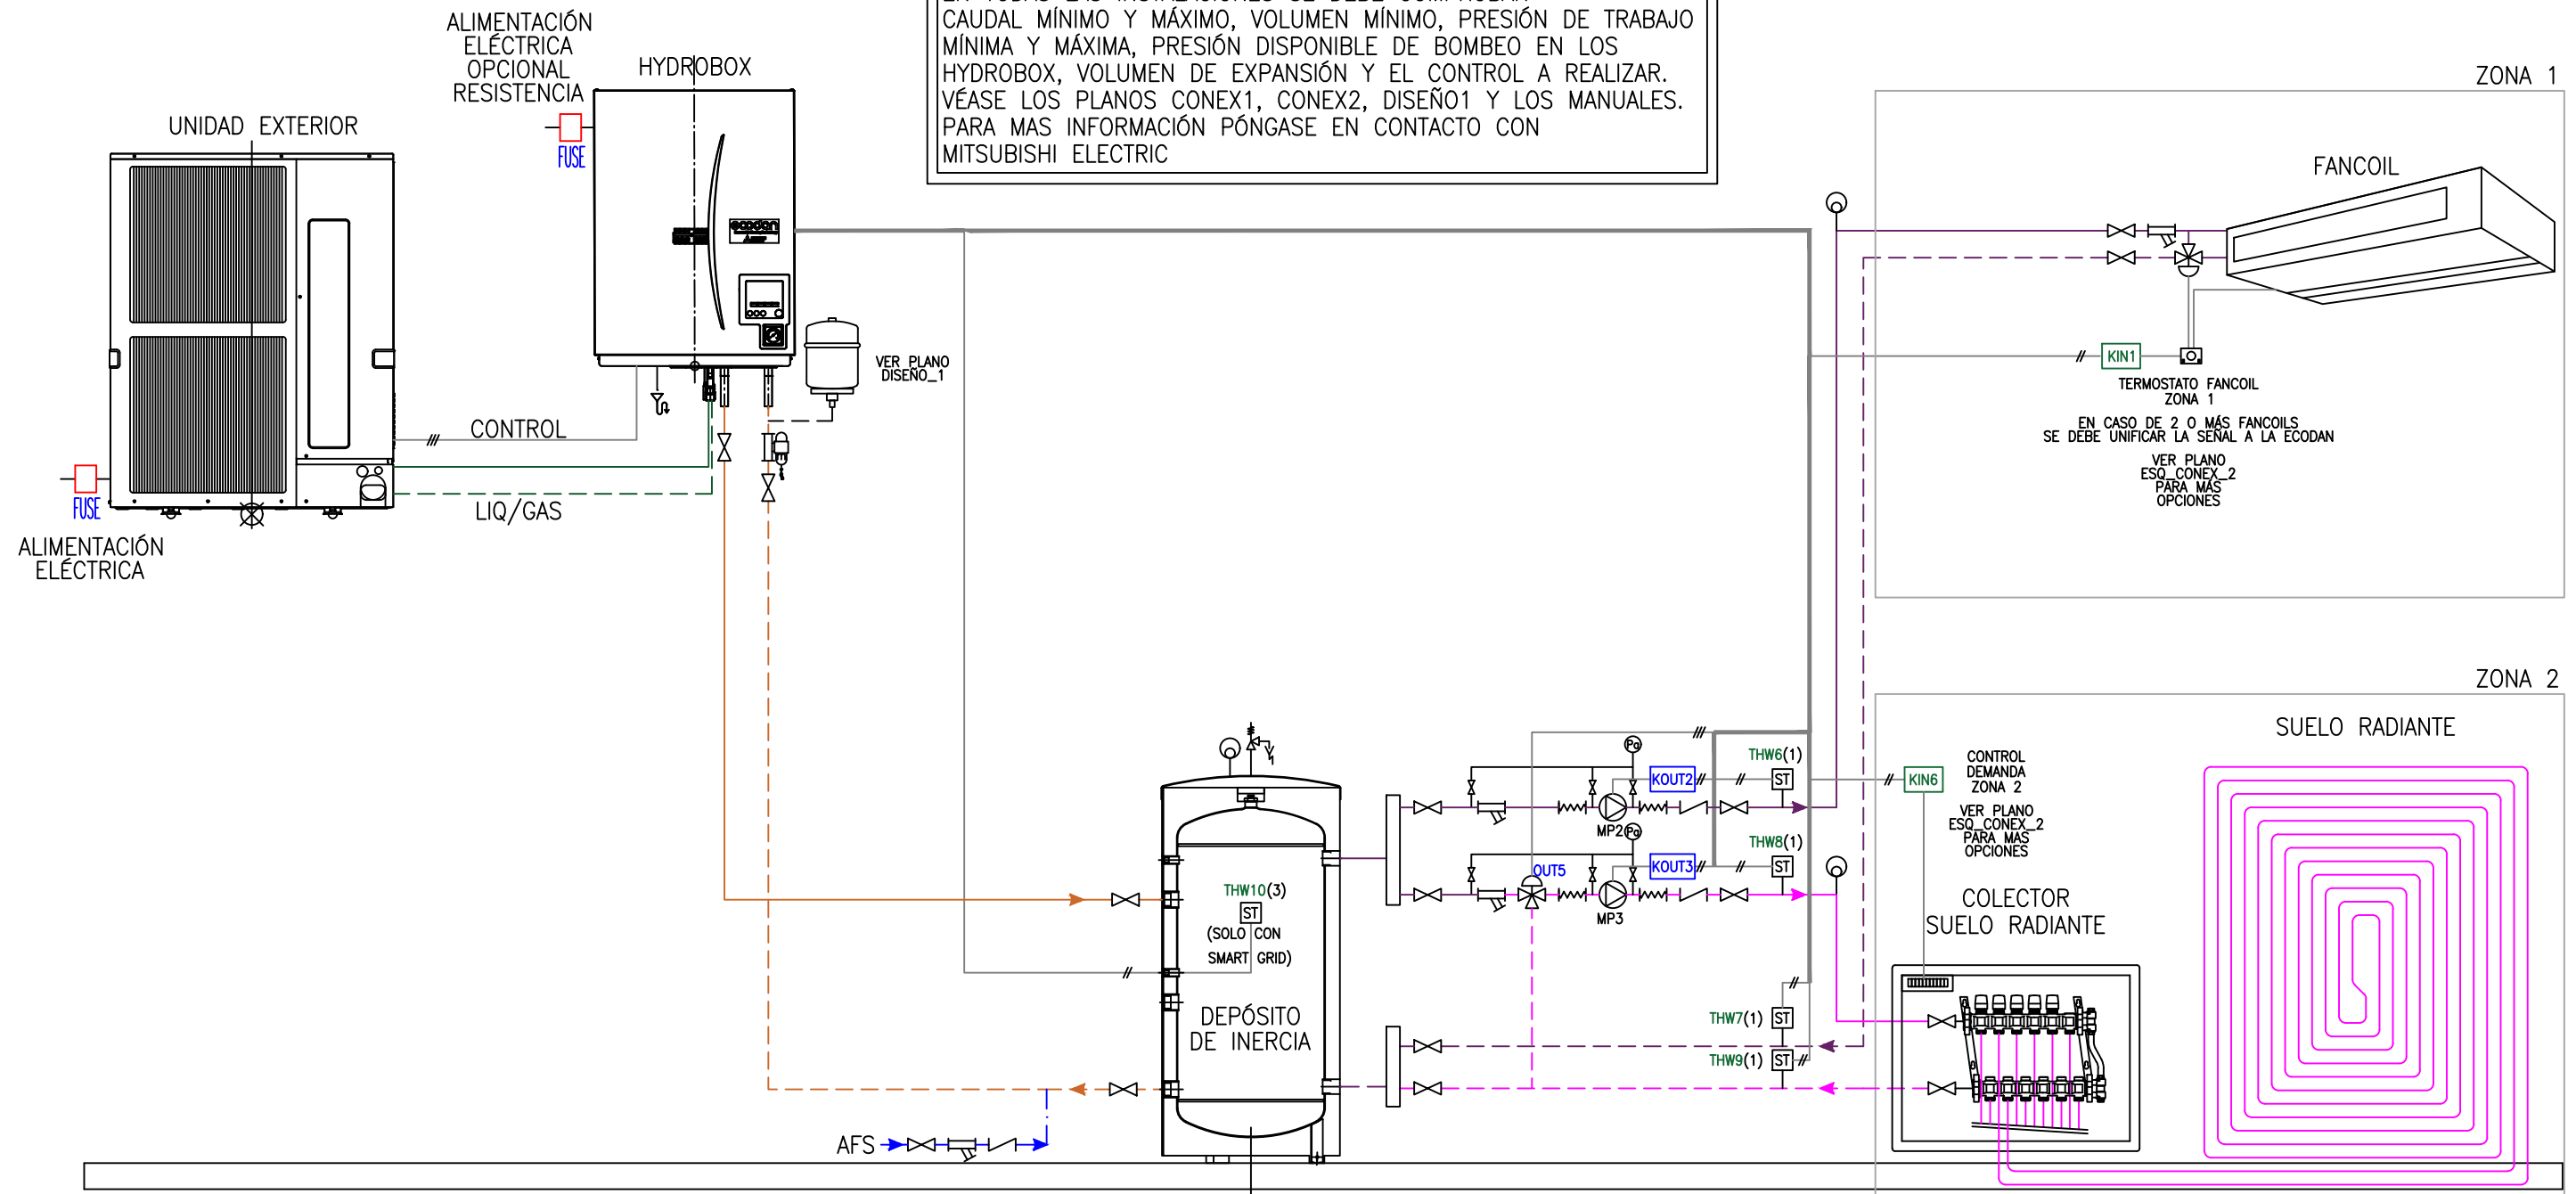 CAUDAL MÍNIMO Y MÁXIMO, VOLUMEN MÍNIMO, PRESIÓN DE TRABAJO
MÍNIMA Y MÁXIMA, PRESIÓN DISPONIBLE DE BOMBEO EN LOS
HYDROBOX, VOLUMEN DE EXPANSIÓN Y EL CONTROL A REALIZAR.
VÉASE LOS PLANOS CONEX1, CONEX2, DISEÑO1 Y LOS MANUALES.
PARA MAS INFORMACIÓN PÓNGASE EN CONTACTO CON
MITSUBISHI ELECTRIC
ALIMENTACIÓN
ELÉCTRICA
OPCIONAL
RESISTENCIA
FUSE
HYDROBOX
ecodan
UNIDAD EXTERIOR
FUSE
ALIMENTACIÓN
ELÉCTRICA
CONTROL
LIQ/GAS
VER PLANO
DISEÑO_1
ZONA 1
FANCOIL
KIN1
TERMOSTATO FANCOIL
ZONA 1
EN CASO DE 2 O MÁS FANCOILS
SE DEBE UNIFICAR LA SEÑAL A LA ECODAN
VER PLANO
ESQ_CONEX_2
PARA MÁS
OPCIONES
ZONA 2
SUELO RADIANTE
KIN6
CONTROL
DEMANDA
ZONA 2
VER PLANO
ESQ_CONEX_2
PARA MAS
OPCIONES
COLECTOR
SUELO RADIANTE
THW10(3)
ST
(SOLO CON
SMART GRID)
DEPÓSITO
DE INERCIA
Pa
KOUT2
THW6(1)
ST
MP2
Pa
OUT5
KOUT3
THW8(1)
ST
MP3
THW7(1)
ST
THW9(1)
ST
AFS